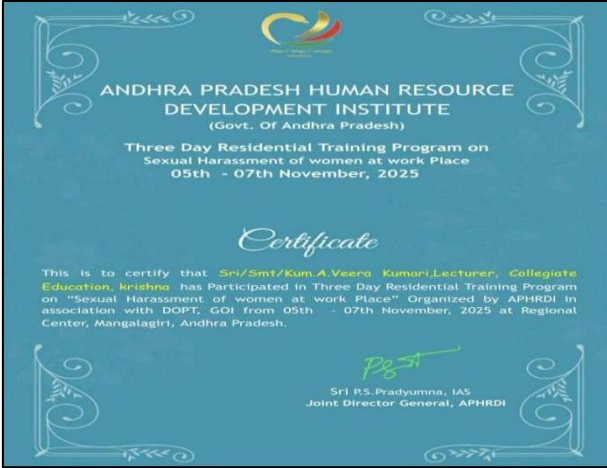 ANDHRA PRADESH HUMAN RESOURCE
DEVELOPMENT INSTITUTE
(Govt. Of Andhra Pradesh)
Three Day Residential Training Program on
Sexual Harassment of women at work Place
05th - 07th November, 2025
Certificate
This is to certify that Sri/Smt/Kum.A.Veera Kumari,Lecturer, Collegiate
Education, krishna has Participated in Three Day Residential Training Program
on "Sexual Harassment of women at work Place" Organized by APHRDI in
association with DOPT, GOI from 05th - 07th November, 2025 at Regional
Center, Mangalagiri, Andhra Pradesh.
Sri P.S.Pradyumna, IAS
Joint Director General, APHRDI